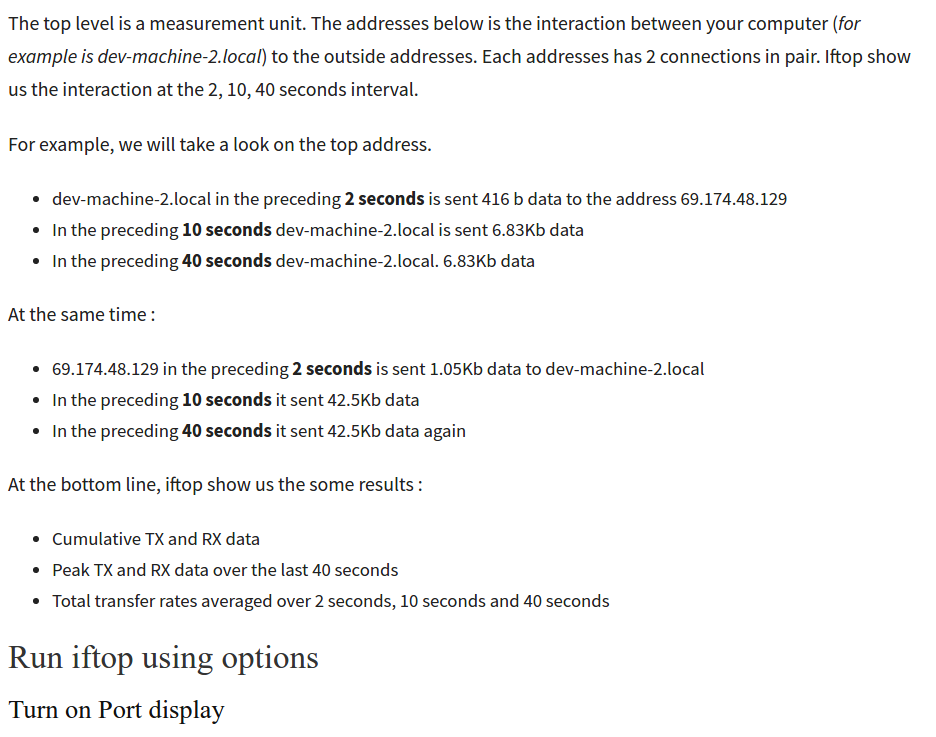 The top level is a measurement unit. The addresses below is the interaction between your computer (for
example is dev-machine-2.local) to the outside addresses. Each addresses has 2 connections in pair. Iftop show
us the interaction at the 2, 10, 40 seconds interval.
For example, we will take a look on the top address.
• dev-machine-2.local in the preceding 2 seconds is sent 416 b data to the address 69.174.48.129
• In the preceding 10 seconds dev-machine-2.local is sent 6.83Kb data
• In the preceding 40 seconds dev-machine-2.local. 6.83Kb data
At the same time :
• 69.174.48.129 in the preceding 2 seconds is sent 1.05Kb data to dev-machine-2.local
• In the preceding 10 seconds it sent 42.5Kb data
• In the preceding 40 seconds it sent 42.5Kb data again
At the bottom line, iftop show us the some results :
• Cumulative TX and RX data
• Peak TX and RX data over the last 40 seconds
• Total transfer rates averaged over 2 seconds, 10 seconds and 40 seconds
Run iftop using options
Turn on Port display